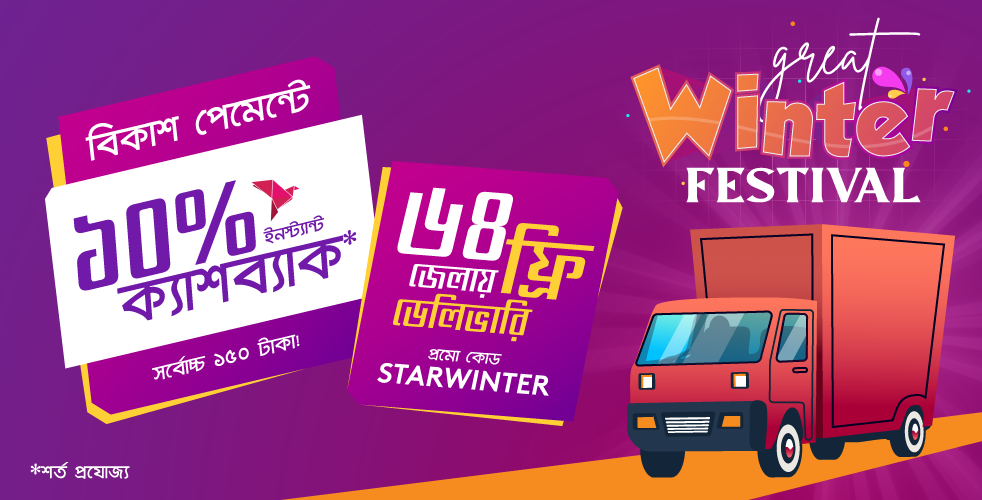 বিকাশ পেমেন্টে
১০%
ইনস্ট্যান্ট
ক্যাশব্যাক*
সর্বোচ্চ ১৫০ টাকা!
৬৪
জেলায় ফ্রি
ডেলিভারি
প্রমো কোড
STARWINTER
great
Winter
FESTIVAL
*শর্ত প্রযোজ্য